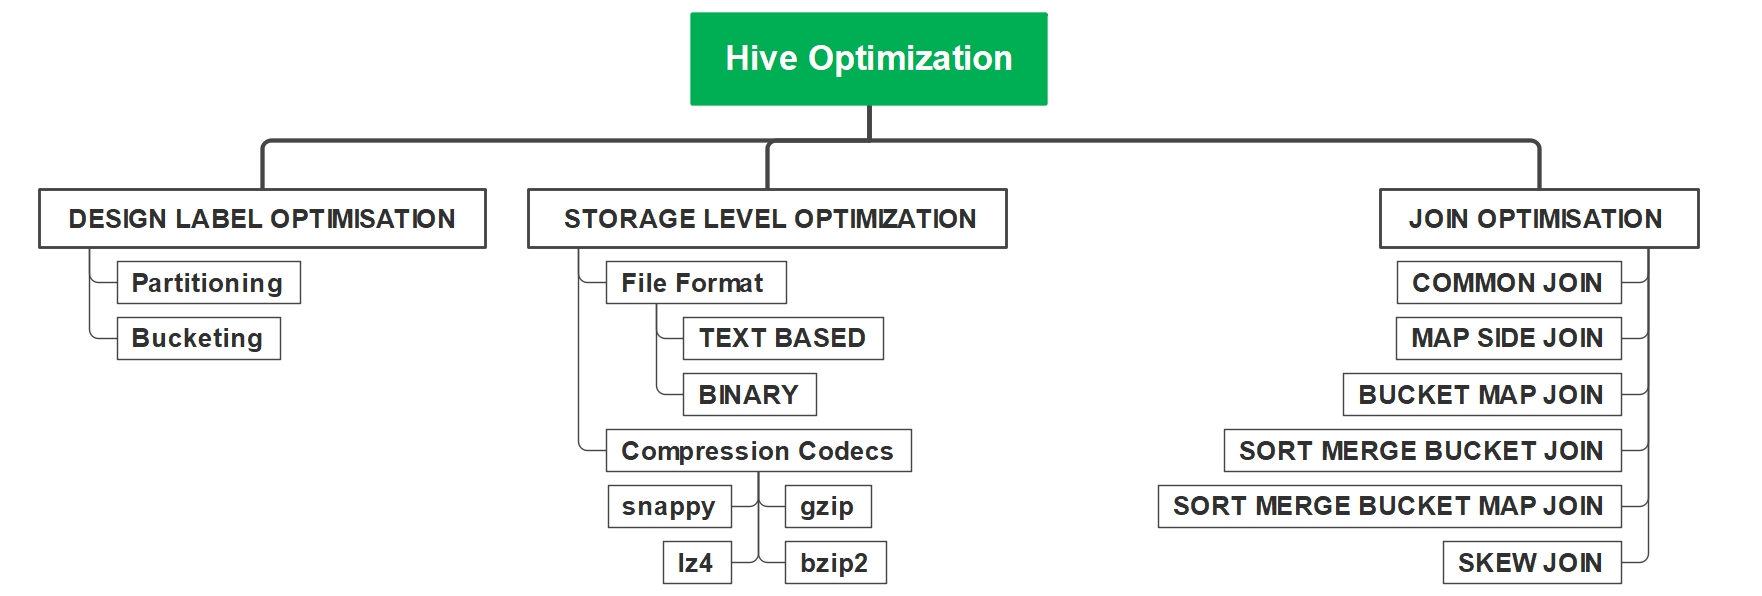 Hive Optimization
DESIGN LABEL OPTIMISATION
Partitioning
Bucketing
STORAGE LEVEL OPTIMIZATION
File Format
TEXT BASED
BINARY
Compression Codecs
snappy
gzip
lz4
bzip2
JOIN OPTIMISATION
COMMON JOIN
MAP SIDE JOIN
BUCKET MAP JOIN
SORT MERGE BUCKET JOIN
SORT MERGE BUCKET MAP JOIN
SKEW JOIN